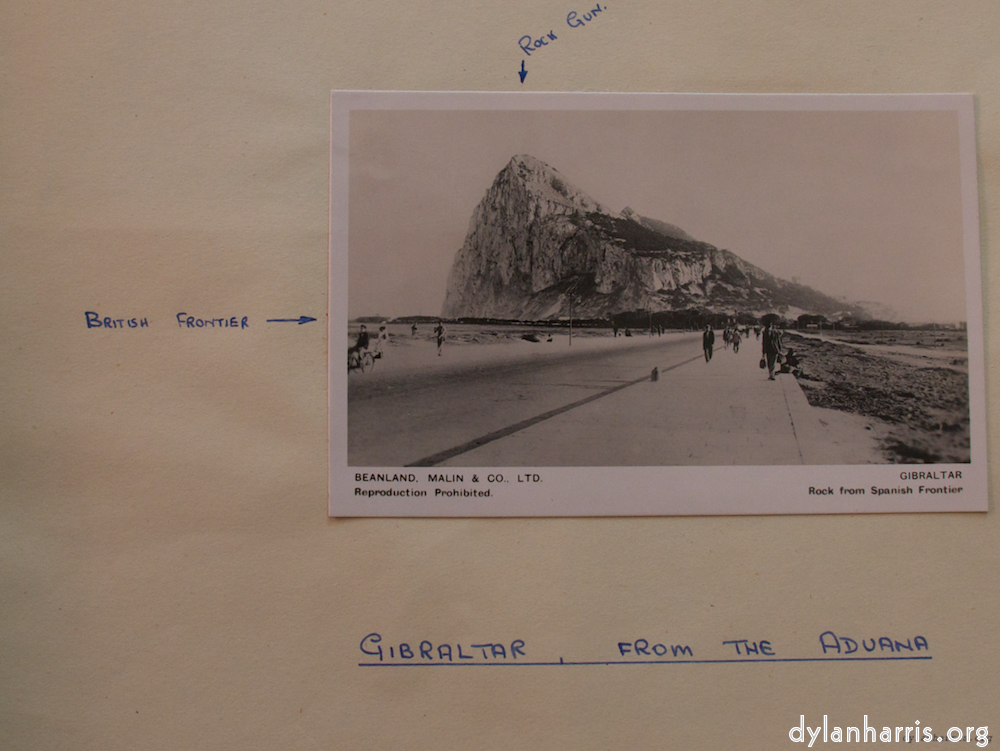 ROCK GUN.
BRITISH FRONTIER
BEANLAND, MALIN & CO., LTD.
Reproduction Prohibited.
GIBRALTAR
Rock from Spanish Frontier
GIBRALTAR, FROM THE ADUANA
dylanharris.org